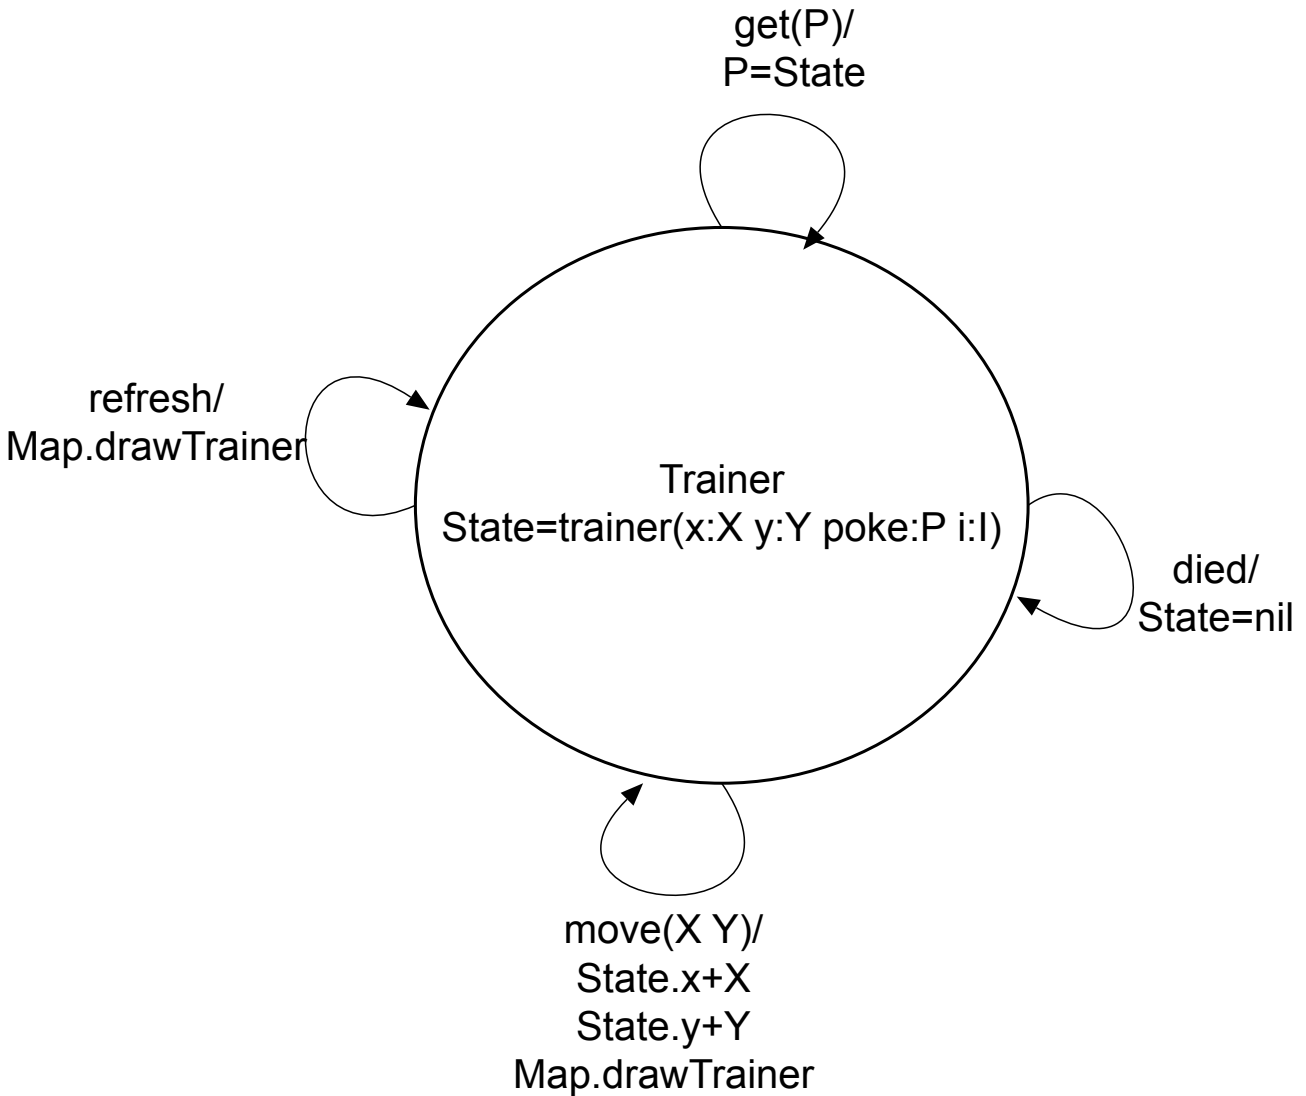 get(P)/
P=State
refresh/
Map.drawTrainer
Trainer
State=trainer(x:X y:Y poke:P i:I)
died/
State=nil
move(X Y)/
State.x+X
State.y+Y
Map.drawTrainer